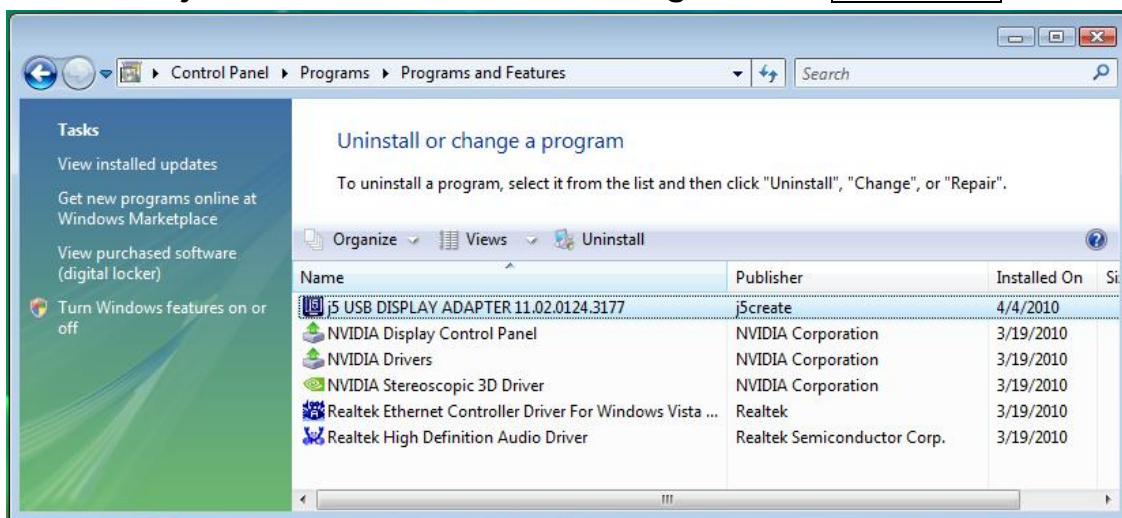 Control Panel ▸ Programs ▸ Programs and Features
Search
Tasks
View installed updates
Get new programs online at
Windows Marketplace
View purchased software
(digital locker)
Turn Windows features on or
off
Uninstall or change a program
To uninstall a program, select it from the list and then click "Uninstall", "Change", or "Repair".
Organize Views Uninstall
Name Publisher Installed On
j5 USB DISPLAY ADAPTER 11.02.0124.3177 j5create 4/4/2010
NVIDIA Display Control Panel NVIDIA Corporation 3/19/2010
NVIDIA Drivers NVIDIA Corporation 3/19/2010
NVIDIA Stereoscopic 3D Driver NVIDIA Corporation 3/19/2010
Realtek Ethernet Controller Driver For Windows Vista ... Realtek 3/19/2010
Realtek High Definition Audio Driver Realtek Semiconductor Corp. 3/19/2010